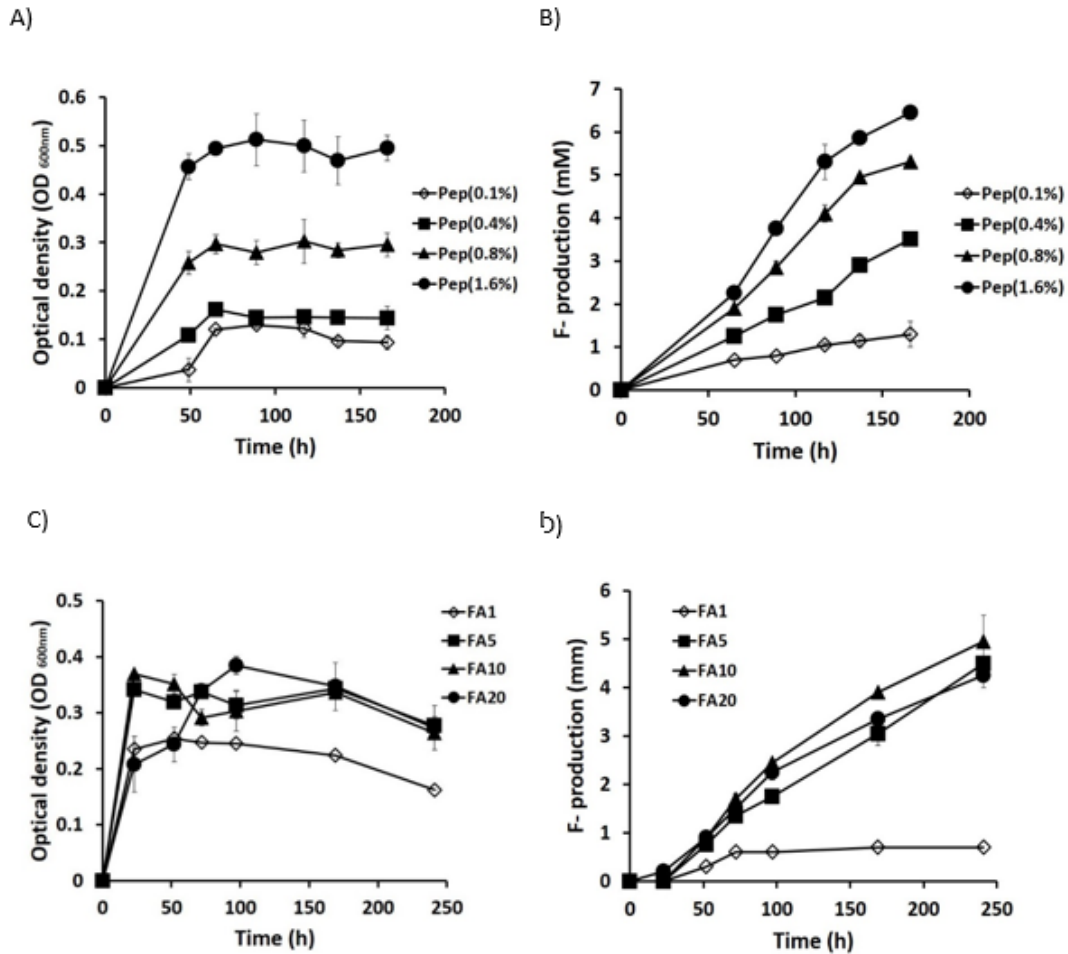 A)
B)
Optical density (OD 600nm)
0.6
0.5
0.4
0.3
0.2
0.1
0
0 50 100 150 200
Time (h)
Pep(0.1%)
Pep(0.4%)
Pep(0.8%)
Pep(1.6%)
F- production (mM)
7
6
5
4
3
2
1
0
0 50 100 150 200
Time (h)
Pep(0.1%)
Pep(0.4%)
Pep(0.8%)
Pep(1.6%)
C)
D)
Optical density (OD 600nm)
0.5
0.4
0.3
0.2
0.1
0
0 50 100 150 200 250
Time (h)
FA1
FA5
FA10
FA20
F- production (mm)
6
5
4
3
2
1
0
0 50 100 150 200 250
Time (h)
FA1
FA5
FA10
FA20